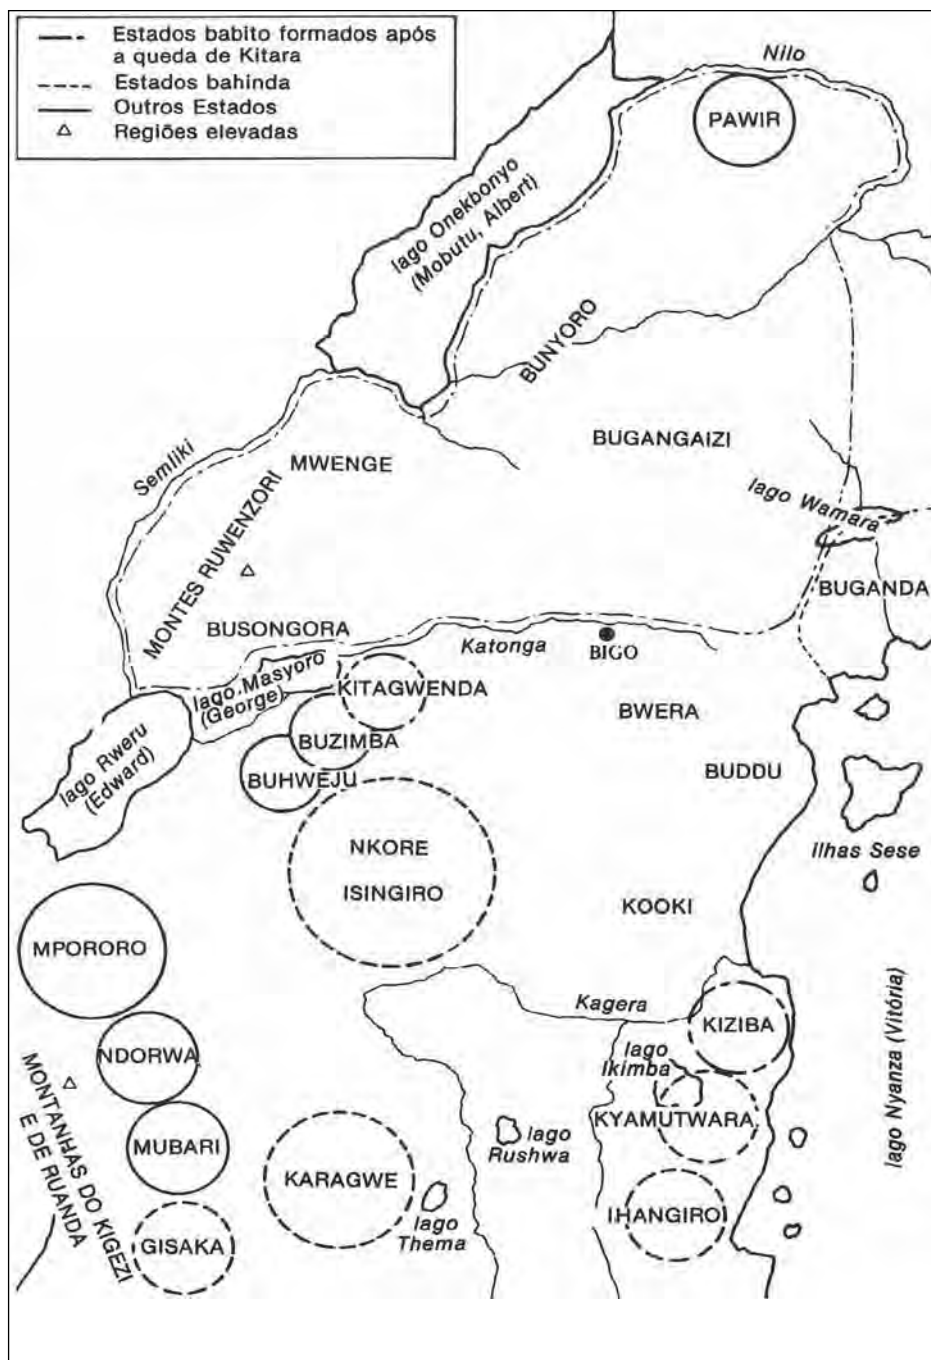 Estados babito formados após
a queda de Kitara
Estados bahinda
Outros Estados
Regiões elevadas
Nilo
PAWIR
lago Onekbonyo
(Mobutu, Albert)
BUNYORO
BUGANGAIZI
Semliki
MWENGE
lago Wamara
MONTES RUWENZORI
BUGANDA
BUSONGORA
Katonga
BIGO
lago Masyoro
(George)
KITAGWENDA
BWERA
lago Rweru
(Edward)
BUZIMBA
BUHWEJU
BUDDU
NKORE
ISINGIRO
ilhas Sese
KOOKI
MPORORO
Kagera
KIZIBA
lago Nyanza (Vitória)
NDORWA
lago
Ikimba
MONTANHAS DO KIGEZI
E DE RUANDA
MUBARI
KYAMUTWARA
lago
Rushwa
KARAGWE
lago
Thema
IHANGIRO
GISAKA